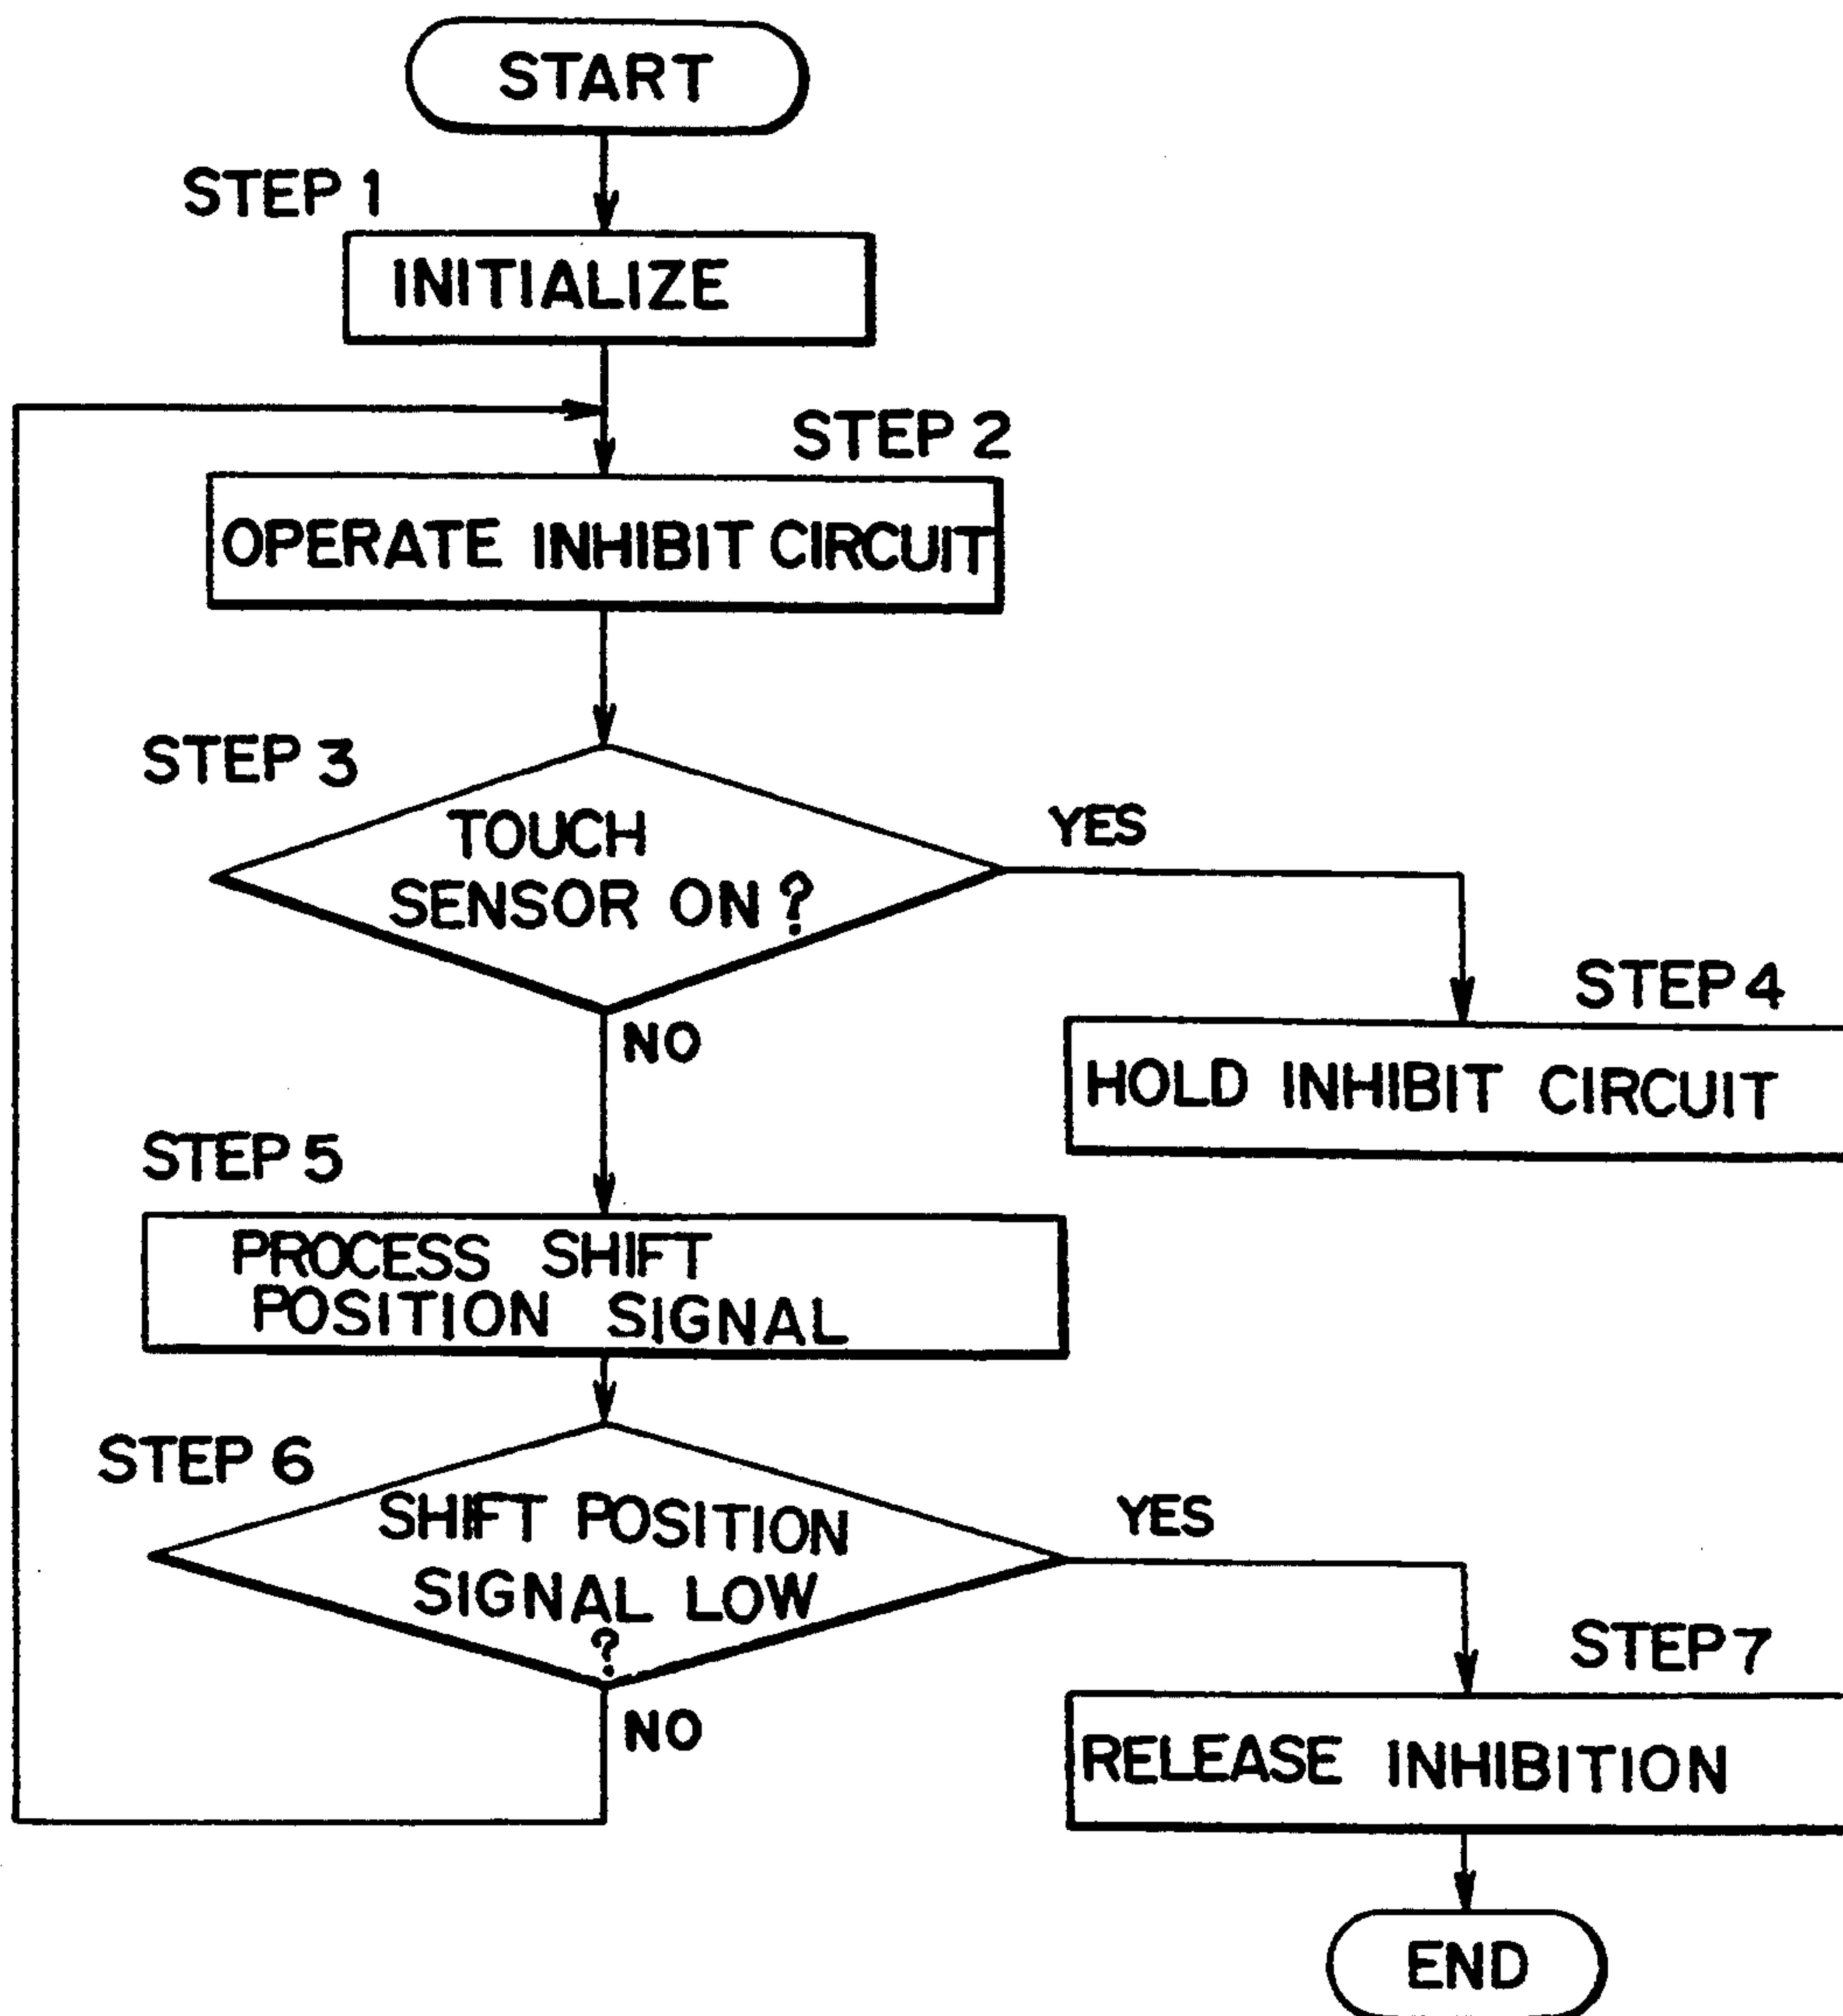 START
STEP 1
INITIALIZE
STEP 2
OPERATE INHIBIT CIRCUIT
STEP 3
TOUCH
SENSOR ON ?
YES
NO
STEP 4
HOLD INHIBIT CIRCUIT
STEP 5
PROCESS SHIFT
POSITION SIGNAL
STEP 6
SHIFT POSITION
SIGNAL LOW
?
YES
NO
STEP 7
RELEASE INHIBITION
END